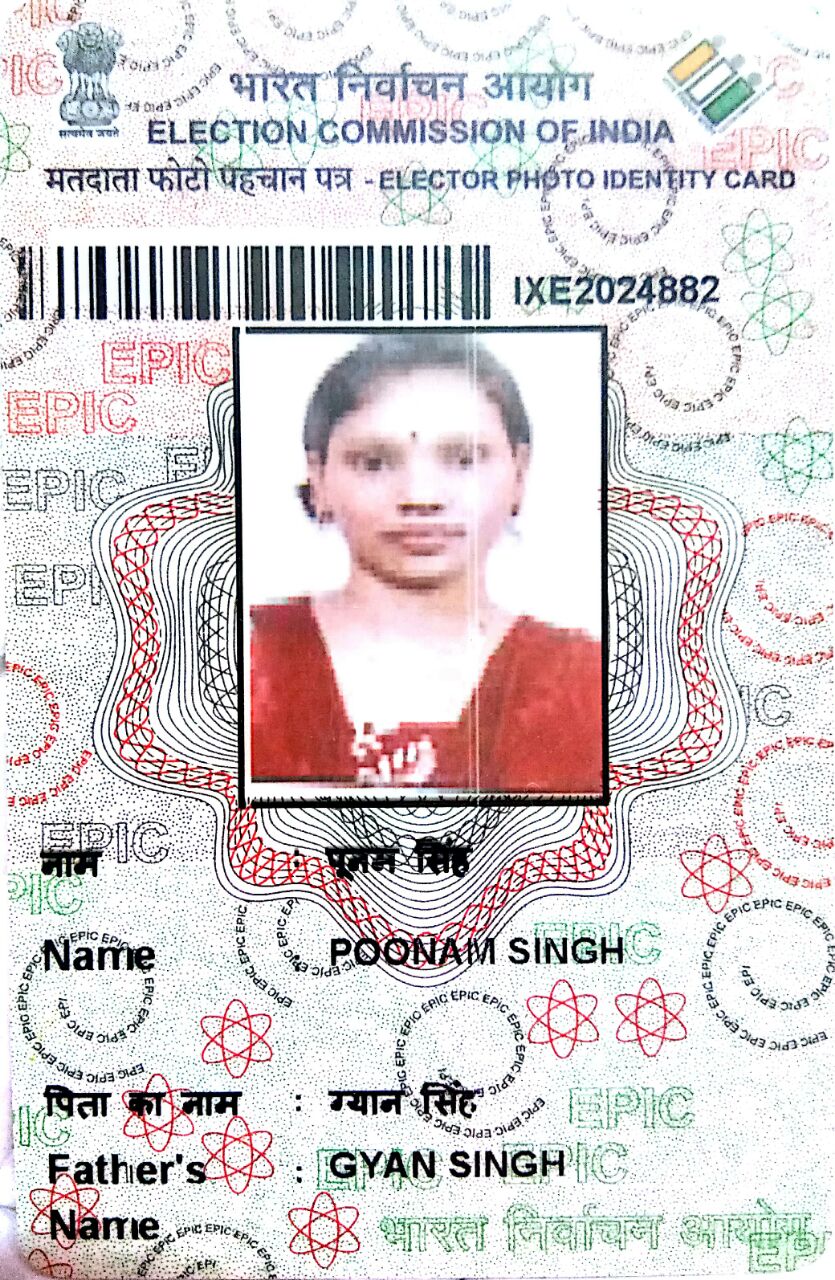 सत्यमेव जयते
भारत निर्वाचन आयोग
ELECTION COMMISSION OF INDIA
मतदाता फोटो पहचान पत्र - ELECTOR PHOTO IDENTITY CARD
IXE2024882
नाम : पूनम सिंह
Name POONAM SINGH
पिता का नाम : ग्यान सिंह
Father's : GYAN SINGH
Name
भारत निर्वाचन आयोग
EPIC